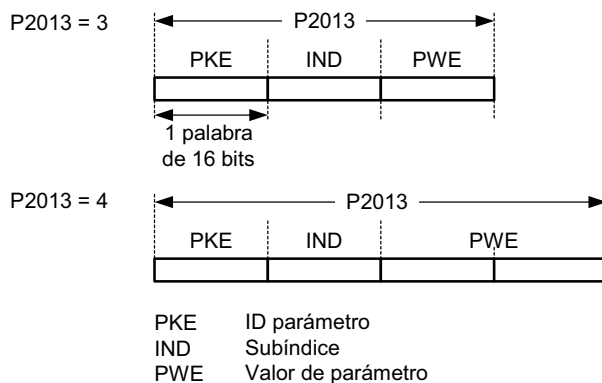 P2013 = 3
P2013
PKE IND PWE
1 palabra
de 16 bits
P2013 = 4
P2013
PKE IND PWE
PKE ID parámetro
IND Subíndice
PWE Valor de parámetro